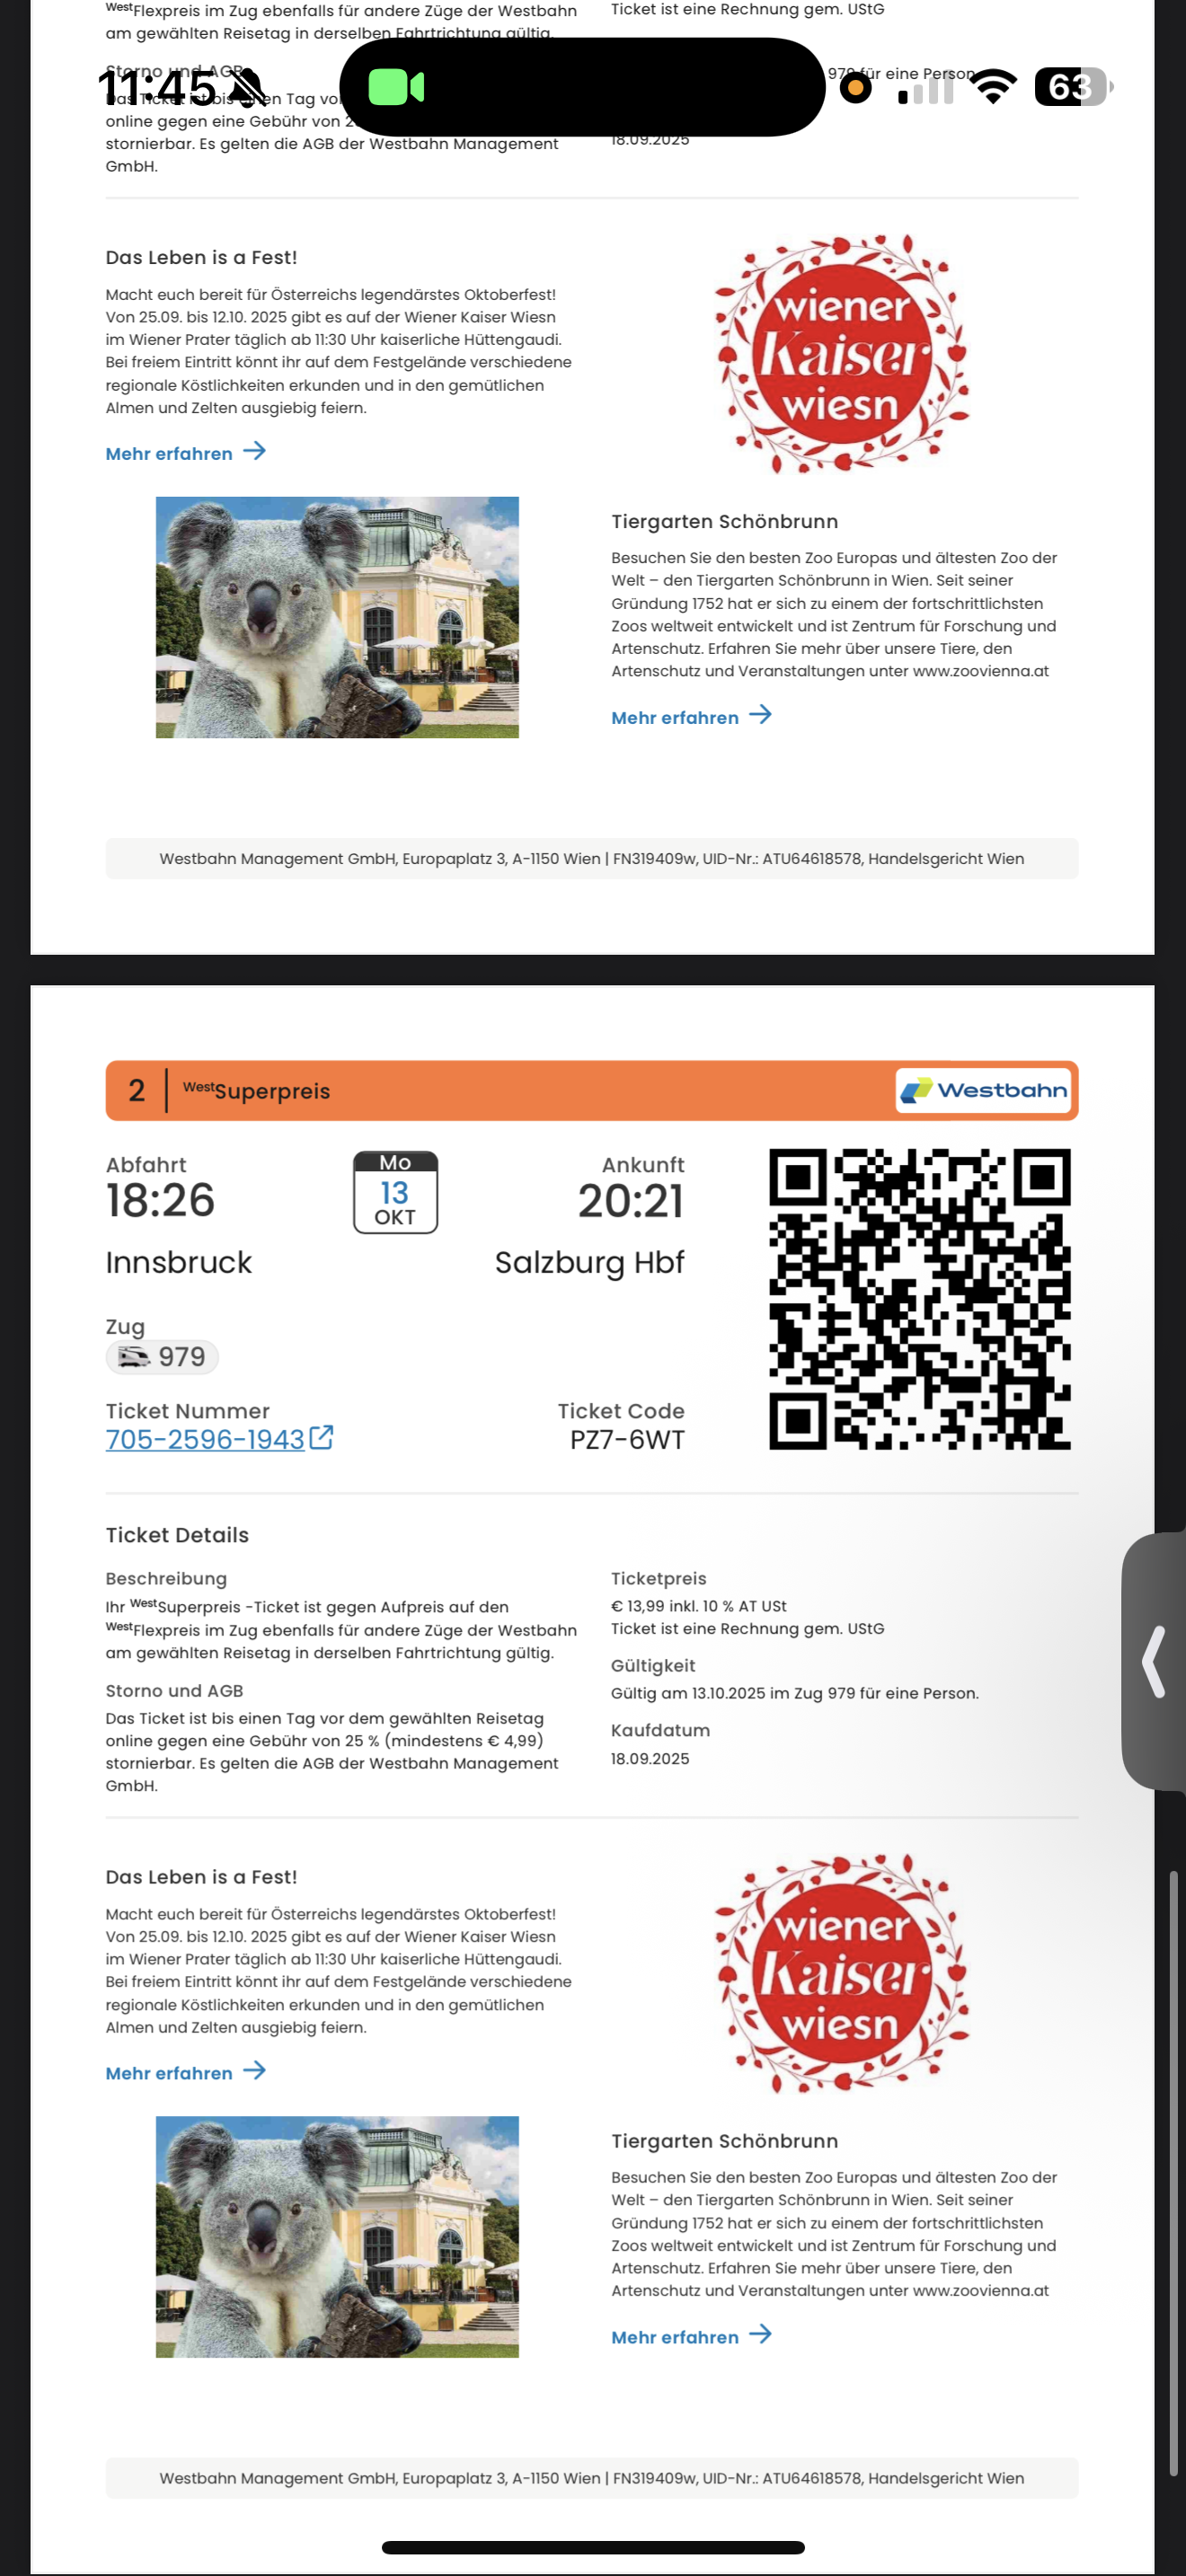 WestFlexpreis im Zug ebenfalls für andere Züge der Westbahn
am gewählten Reisetag in derselben Fahrtrichtung gültig.
Ticket ist eine Rechnung gem. UStG
Storno und AGB
11:45
63
979 für eine Person.
Das Ticket ist bis einen Tag vor
online gegen eine Gebühr von
stornierbar. Es gelten die AGB der Westbahn Management
GmbH.
18.09.2025
Das Leben is a Fest!
Macht euch bereit für Österreichs legendärstes Oktoberfest!
Von 25.09. bis 12.10. 2025 gibt es auf der Wiener Kaiser Wiesn
im Wiener Prater täglich ab 11:30 Uhr kaiserliche Hüttengaudi.
Bei freiem Eintritt könnt ihr auf dem Festgelände verschiedene
regionale Köstlichkeiten erkunden und in den gemütlichen
Almen und Zelten ausgiebig feiern.
Mehr erfahren
wiener
Kaiser
wiesn
Tiergarten Schönbrunn
Besuchen Sie den besten Zoo Europas und ältesten Zoo der
Welt – den Tiergarten Schönbrunn in Wien. Seit seiner
Gründung 1752 hat er sich zu einem der fortschrittlichsten
Zoos weltweit entwickelt und ist Zentrum für Forschung und
Artenschutz. Erfahren Sie mehr über unsere Tiere, den
Artenschutz und Veranstaltungen unter www.zoovienna.at
Mehr erfahren
Westbahn Management GmbH, Europaplatz 3, A-1150 Wien | FN319409w, UID-Nr.: ATU64618578, Handelsgericht Wien
2 | WestSuperpreis
Westbahn
Abfahrt
18:26
Innsbruck
Mo
13
OKT
Ankunft
20:21
Salzburg Hbf
Zug
979
Ticket Nummer
705-2596-1943
Ticket Code
PZ7-6WT
Ticket Details
Beschreibung
Ihr WestSuperpreis -Ticket ist gegen Aufpreis auf den
WestFlexpreis im Zug ebenfalls für andere Züge der Westbahn
am gewählten Reisetag in derselben Fahrtrichtung gültig.
Storno und AGB
Das Ticket ist bis einen Tag vor dem gewählten Reisetag
online gegen eine Gebühr von 25 % (mindestens € 4,99)
stornierbar. Es gelten die AGB der Westbahn Management
GmbH.
Ticketpreis
€ 13,99 inkl. 10 % AT USt
Ticket ist eine Rechnung gem. UStG
Gültigkeit
Gültig am 13.10.2025 im Zug 979 für eine Person.
Kaufdatum
18.09.2025
Das Leben is a Fest!
Macht euch bereit für Österreichs legendärstes Oktoberfest!
Von 25.09. bis 12.10. 2025 gibt es auf der Wiener Kaiser Wiesn
im Wiener Prater täglich ab 11:30 Uhr kaiserliche Hüttengaudi.
Bei freiem Eintritt könnt ihr auf dem Festgelände verschiedene
regionale Köstlichkeiten erkunden und in den gemütlichen
Almen und Zelten ausgiebig feiern.
Mehr erfahren
wiener
Kaiser
wiesn
Tiergarten Schönbrunn
Besuchen Sie den besten Zoo Europas und ältesten Zoo der
Welt – den Tiergarten Schönbrunn in Wien. Seit seiner
Gründung 1752 hat er sich zu einem der fortschrittlichsten
Zoos weltweit entwickelt und ist Zentrum für Forschung und
Artenschutz. Erfahren Sie mehr über unsere Tiere, den
Artenschutz und Veranstaltungen unter www.zoovienna.at
Mehr erfahren
Westbahn Management GmbH, Europaplatz 3, A-1150 Wien | FN319409w, UID-Nr.: ATU64618578, Handelsgericht Wien